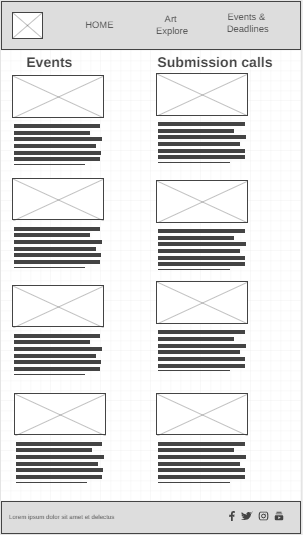 HOME
Art
Explore
Events &
Deadlines
Events
Submission calls
Lorem ipsum dolor sit amet et delectus